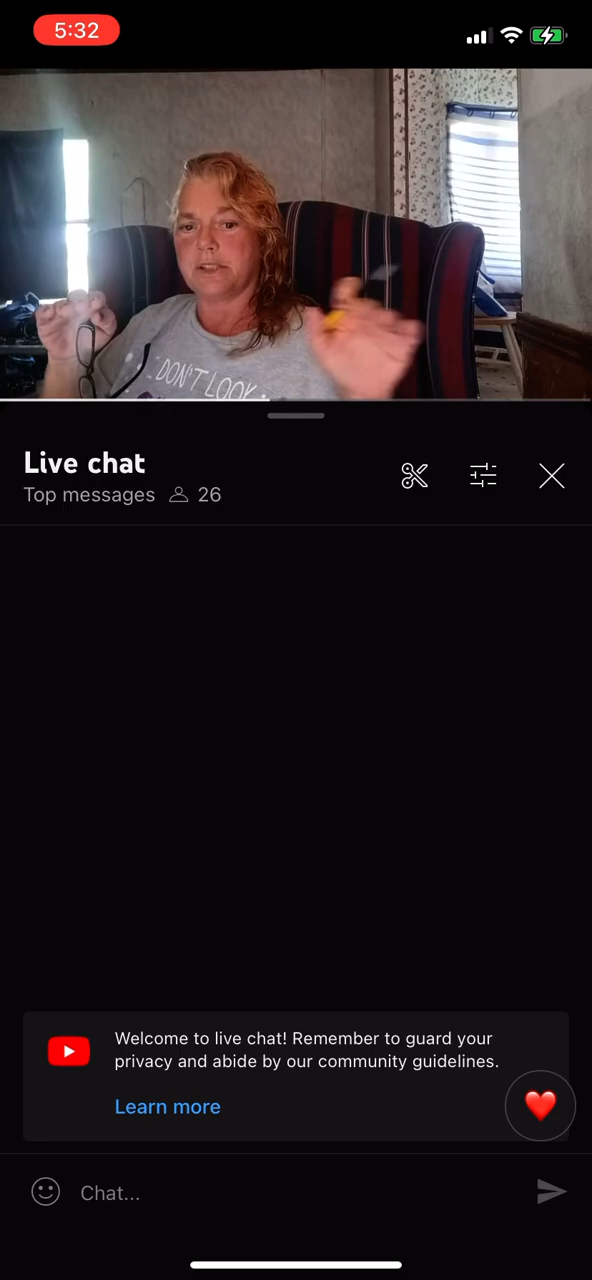 5:32
DON'T LOOK
Live chat
Top messages 26
Welcome to live chat! Remember to guard your
privacy and abide by our community guidelines.
Learn more
Chat...